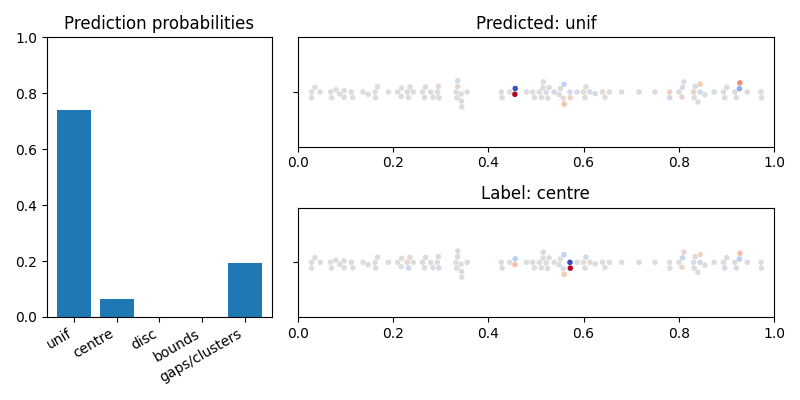 Prediction probabilities
1.0
0.8
0.6
0.4
0.2
0.0
unif
centre
disc
bounds
gaps/clusters
Predicted: unif
0.0 0.2 0.4 0.6 0.8 1.0
Label: centre
0.0 0.2 0.4 0.6 0.8 1.0